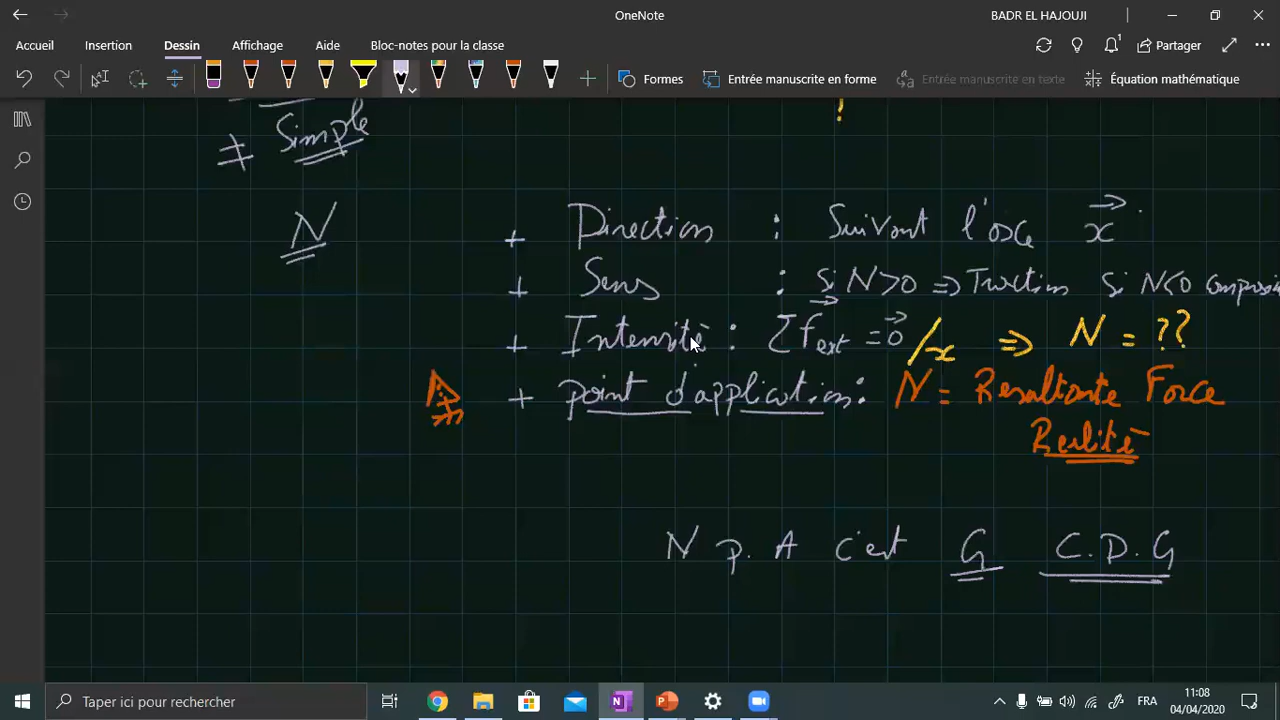 OneNote
BADR EL HAJOUJI
Accueil Insertion Dessin Affichage Aide Bloc-notes pour la classe
Partager
Formes Entrée manuscrite en forme Entrée manuscrite en texte Équation mathématique
?
≠ Simple
N
+ Direction : Suivant l'axe x⃗
+ Sens : si N>0 ⇒ Traction si N<0 compressi
+ Intensité : Σ f⃗ext = 0⃗ /x ⇒ N = ??
+ point d'application : N = Resultante Force
Realité
N p. A c'est G C.D.G
Taper ici pour rechercher
FRA
11:08
04/04/2020